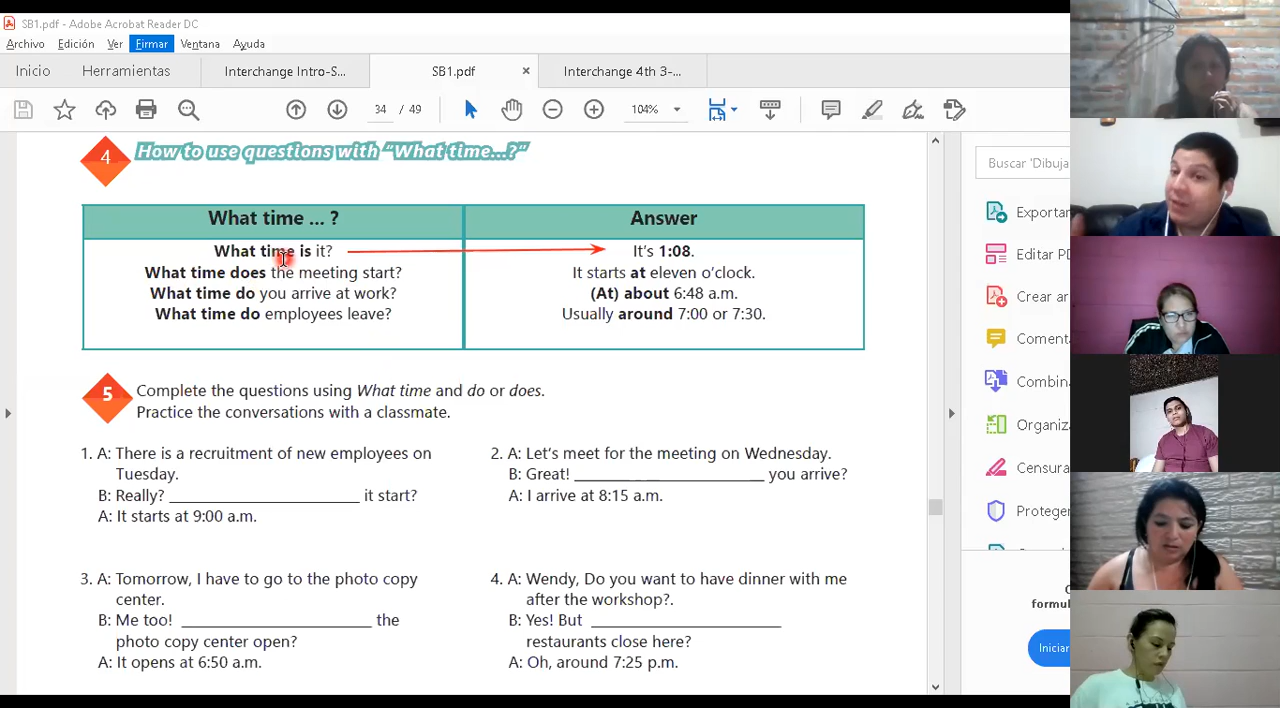 SB1.pdf - Adobe Acrobat Reader DC
Archivo Edición Ver Firmar Ventana Ayuda
Inicio Herramientas Interchange Intro-S... SB1.pdf × Interchange 4th 3-...
34 / 49 104%
4 How to use questions with “What time...?”
What time ... ? Answer
What time is it? It's 1:08.
What time does the meeting start? It starts at eleven o'clock.
What time do you arrive at work? (At) about 6:48 a.m.
What time do employees leave? Usually around 7:00 or 7:30.
5 Complete the questions using What time and do or does.
Practice the conversations with a classmate.
1. A: There is a recruitment of new employees on
Tuesday.
B: Really? ____________________ it start?
A: It starts at 9:00 a.m.
2. A: Let's meet for the meeting on Wednesday.
B: Great! ____________________ you arrive?
A: I arrive at 8:15 a.m.
3. A: Tomorrow, I have to go to the photo copy
center.
B: Me too! ____________________ the
photo copy center open?
A: It opens at 6:50 a.m.
4. A: Wendy, Do you want to have dinner with me
after the workshop?.
B: Yes! But ____________________
restaurants close here?
A: Oh, around 7:25 p.m.
Buscar 'Dibuja
Exportar
Editar PD
Crear ar
Coment
Combin
Organiz
Censura
Proteger
formul
Iniciar